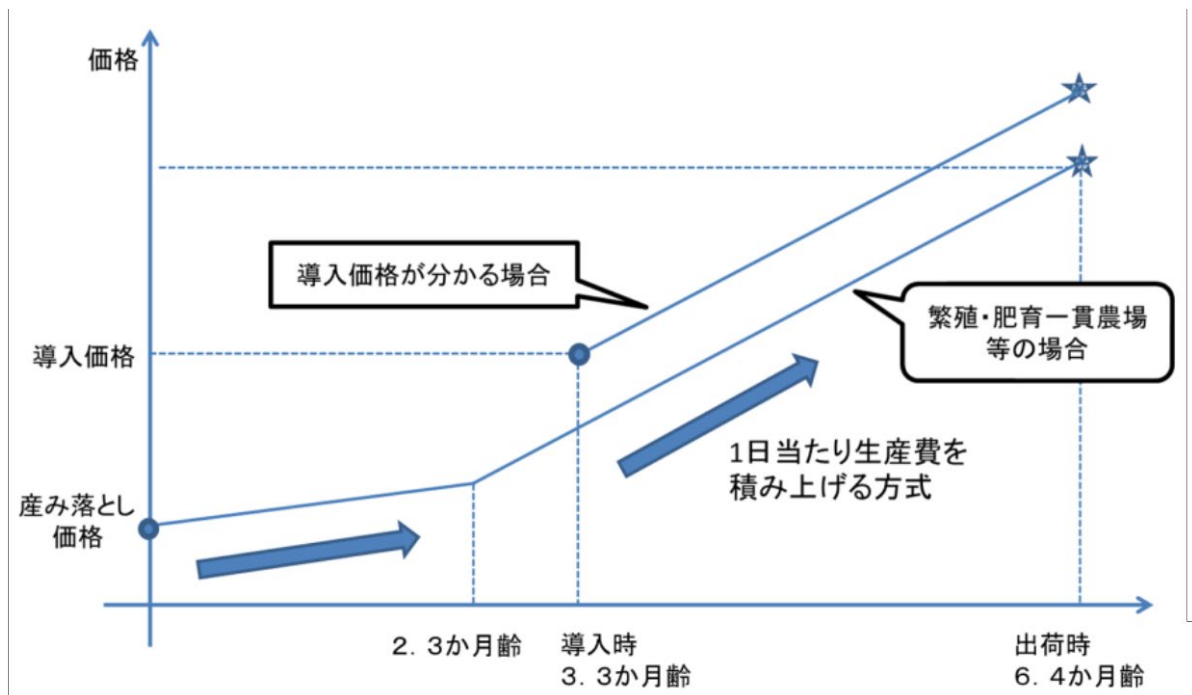 価格
導入価格が分かる場合
繁殖・肥育一貫農場
等の場合
導入価格
1日当たり生産費を
積み上げる方式
産み落とし
価格
２．３か月齢
導入時
３．３か月齢
出荷時
６．４か月齢